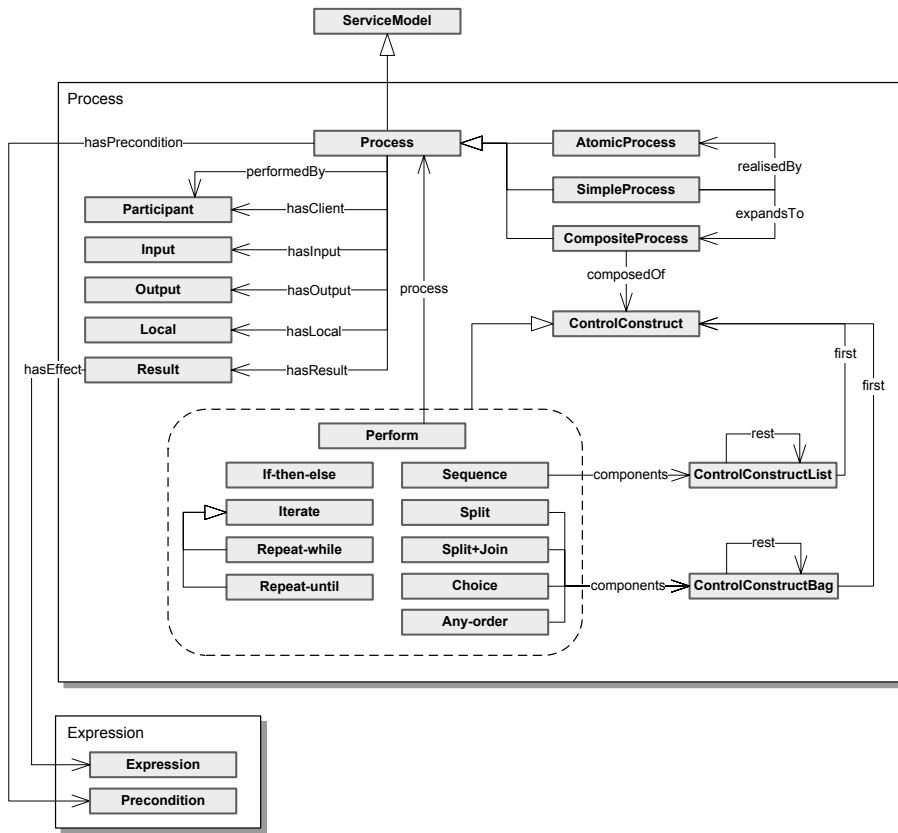 ServiceModel
Process
hasPrecondition
Process
AtomicProcess
performedBy
realisedBy
SimpleProcess
Participant
hasClient
expandsTo
CompositeProcess
Input
hasInput
composedOf
Output
hasOutput
process
Local
hasLocal
ControlConstruct
first
hasEffect
Result
hasResult
first
Perform
rest
If-then-else
Sequence
components
ControlConstructList
Iterate
Split
Repeat-while
Split+Join
rest
Repeat-until
Choice
components
ControlConstructBag
Any-order
Expression
Expression
Precondition